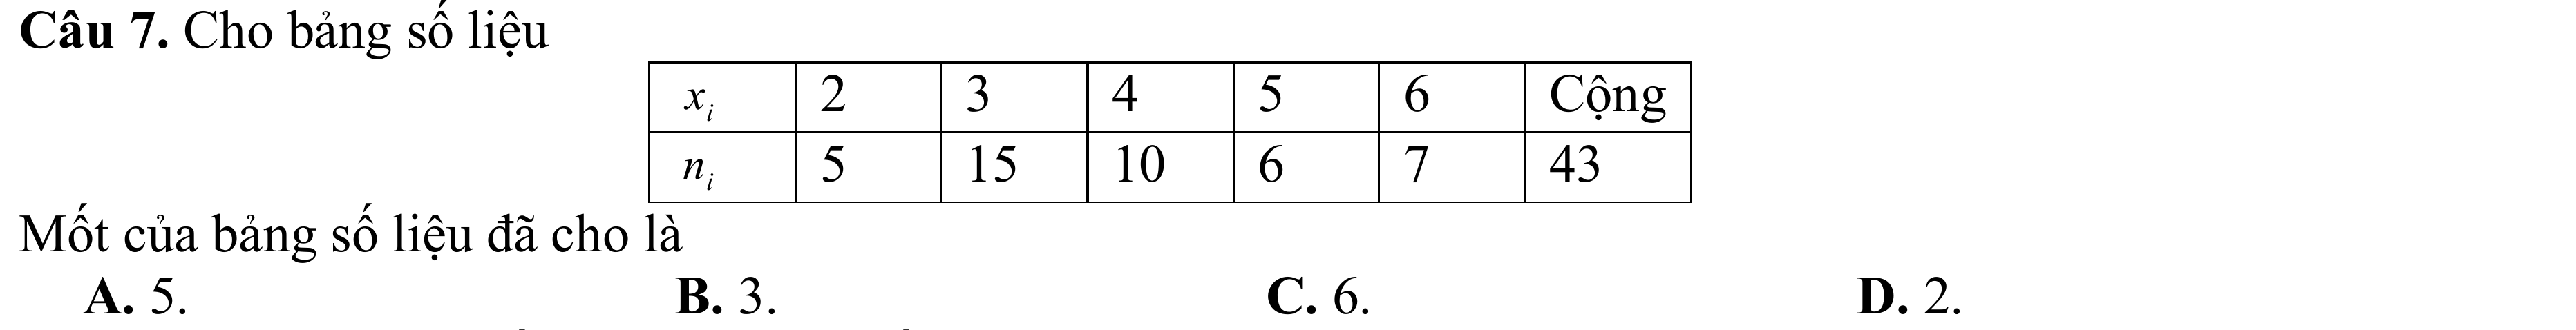 Câu 7. Cho bảng số liệu
x_i 2 3 4 5 6 Cộng
n_i 5 15 10 6 7 43
Mốt của bảng số liệu đã cho là
A. 5. B. 3. C. 6. D. 2.